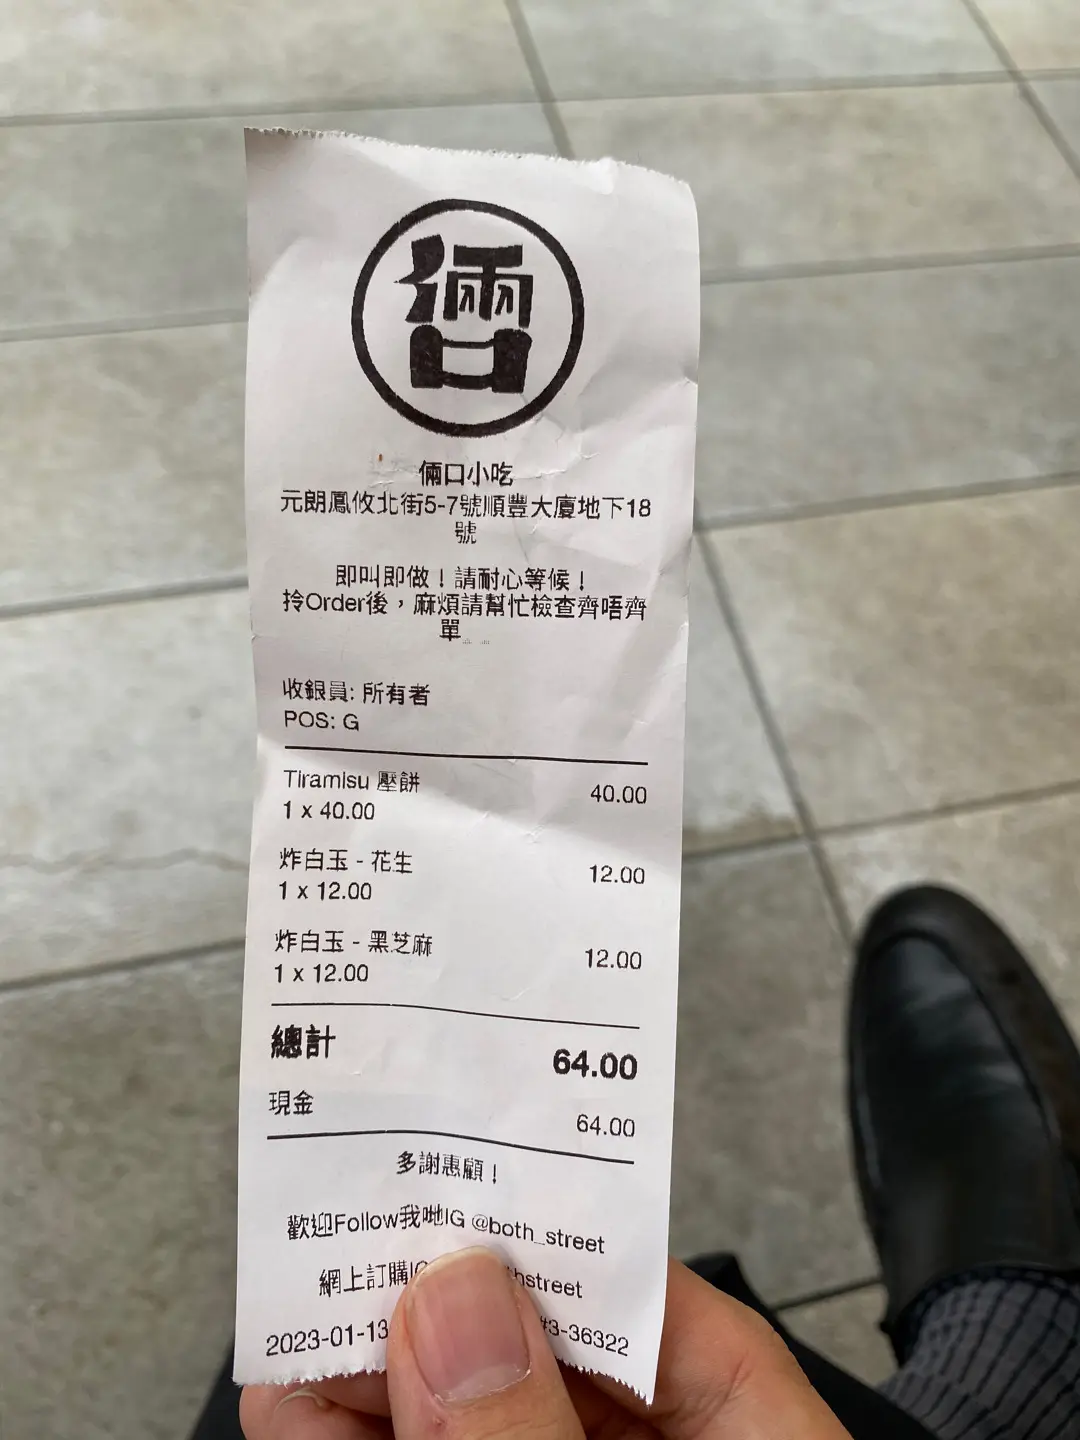 倆口
倆口小吃
元朗鳳攸北街5-7號順豐大廈地下18
號
即叫即做！請耐心等候！
拎Order後，麻煩請幫忙檢查齊唔齊
單
收銀員: 所有者
POS: G
Tiramisu 壓餅 40.00
1 x 40.00
炸白玉 - 花生 12.00
1 x 12.00
炸白玉 - 黑芝麻 12.00
1 x 12.00
總計 64.00
現金 64.00
多謝惠顧！
歡迎Follow我哋IG @both_street
網上訂購 hstreet
2023-01-13 #3-36322